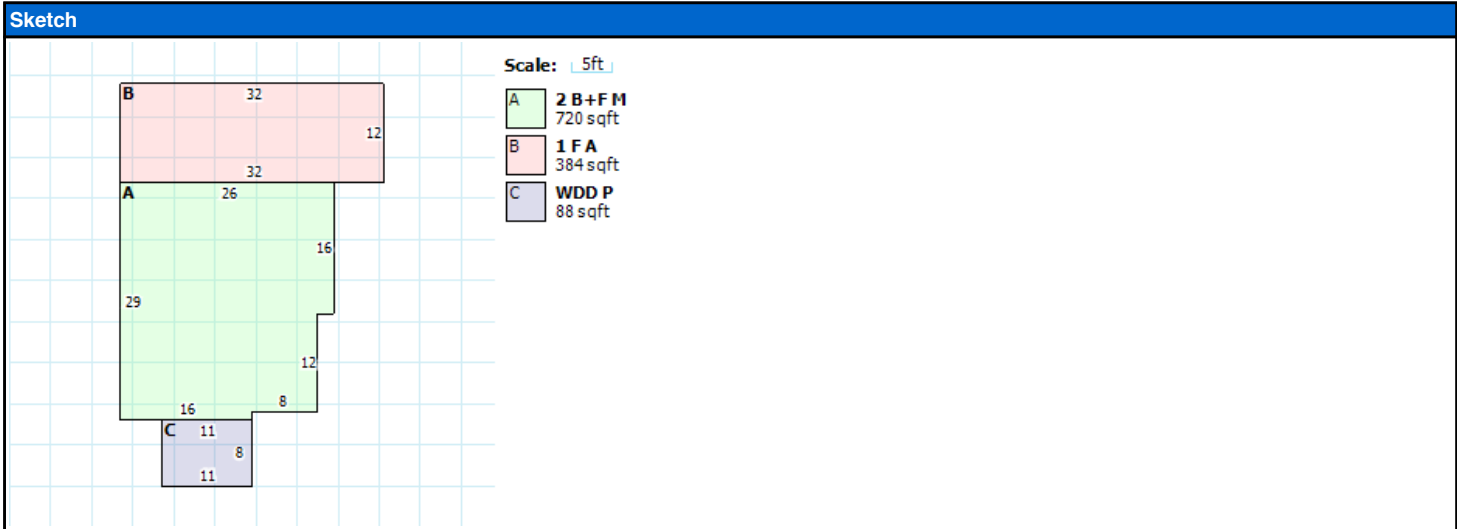 Sketch
Scale: 5ft
A 2 B+F M
720 sqft
B 1 F A
384 sqft
C WDD P
88 sqft
B 32
12
32
A 26
16
29
12
8
16
C 11
8
11